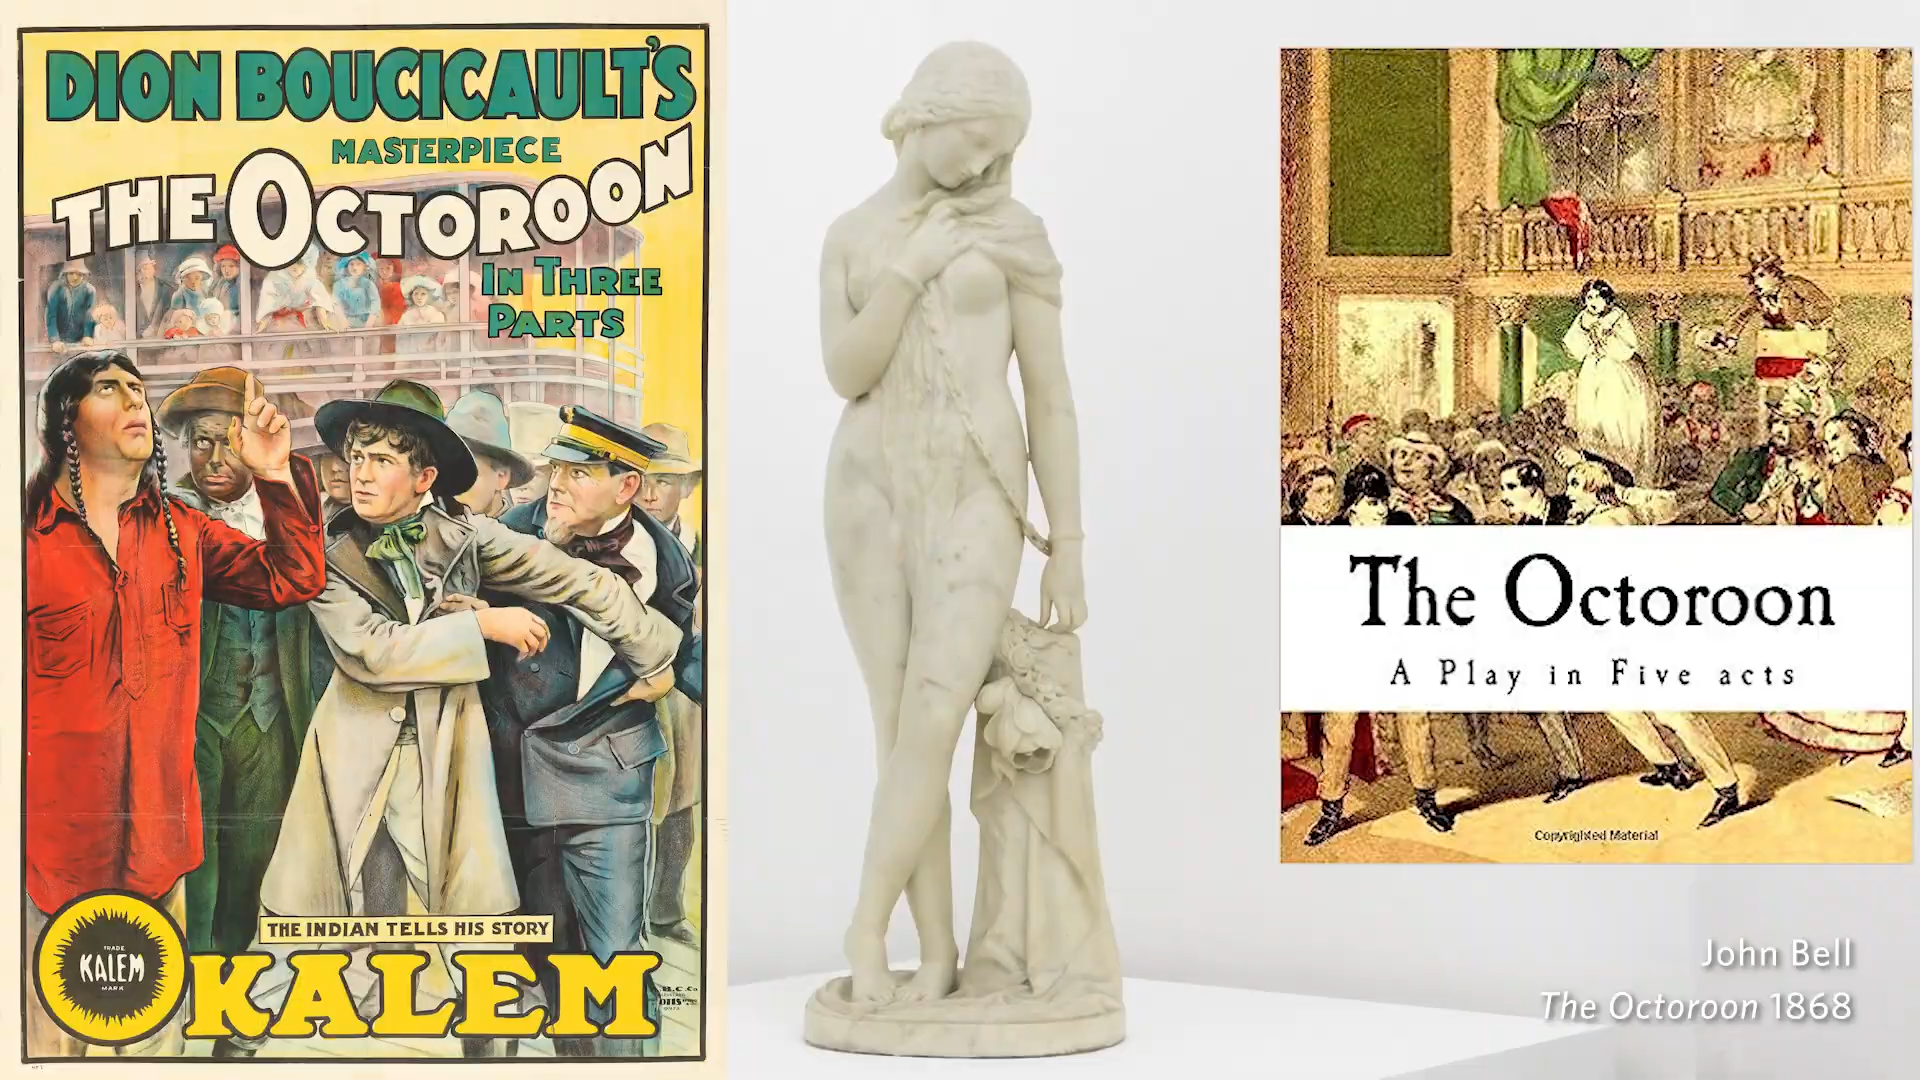 DION BOUCICAULT'S
MASTERPIECE
THE OCTOROON
IN THREE
PARTS
THE INDIAN TELLS HIS STORY
TRADE
KALEM
MARK
KALEM
The Octoroon
A Play in Five acts
Copyrighted Material
John Bell
The Octoroon 1868